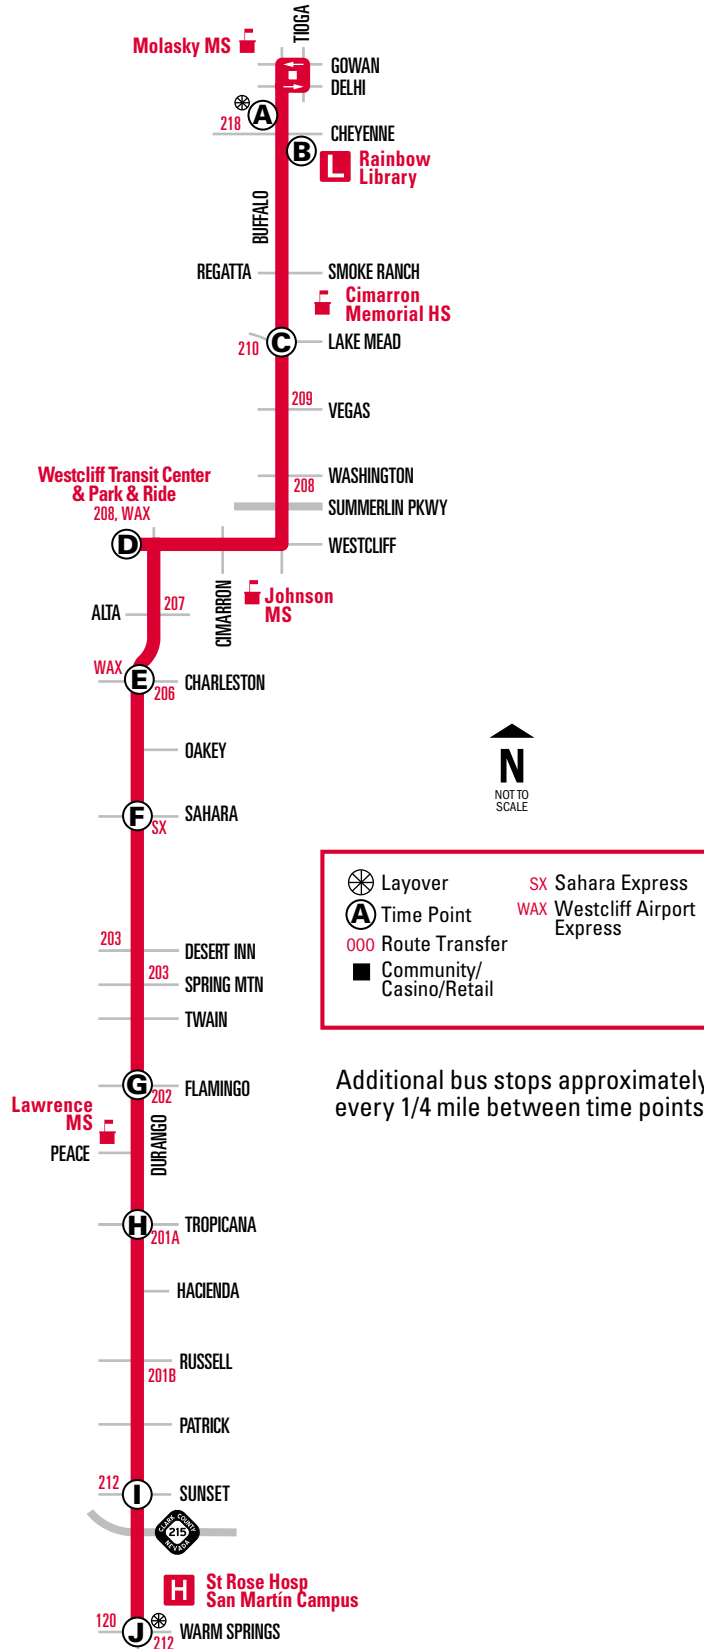 TIOGA
Molasky MS
GOWAN
DELHI
A
218
CHEYENNE
B
L
Rainbow
Library
BUFFALO
REGATTA
SMOKE RANCH
Cimarron
Memorial HS
210
C
LAKE MEAD
209
VEGAS
WASHINGTON
208
SUMMERLIN PKWY
Westcliff Transit Center
& Park & Ride
208, WAX
D
WESTCLIFF
CIMARRON
Johnson
MS
ALTA
207
WAX
E
206
CHARLESTON
OAKEY
F
SX
SAHARA
N
NOT TO
SCALE
Layover
A Time Point
000 Route Transfer
Community/
Casino/Retail
SX Sahara Express
WAX Westcliff Airport
Express
203
DESERT INN
203
SPRING MTN
TWAIN
G
202
FLAMINGO
Additional bus stops approximately
every 1/4 mile between time points
Lawrence
MS
DURANGO
PEACE
H
201A
TROPICANA
HACIENDA
RUSSELL
201B
PATRICK
212
I
SUNSET
CLARK COUNTY
215
NEVADA
H
St Rose Hosp
San Martín Campus
120
J
212
WARM SPRINGS